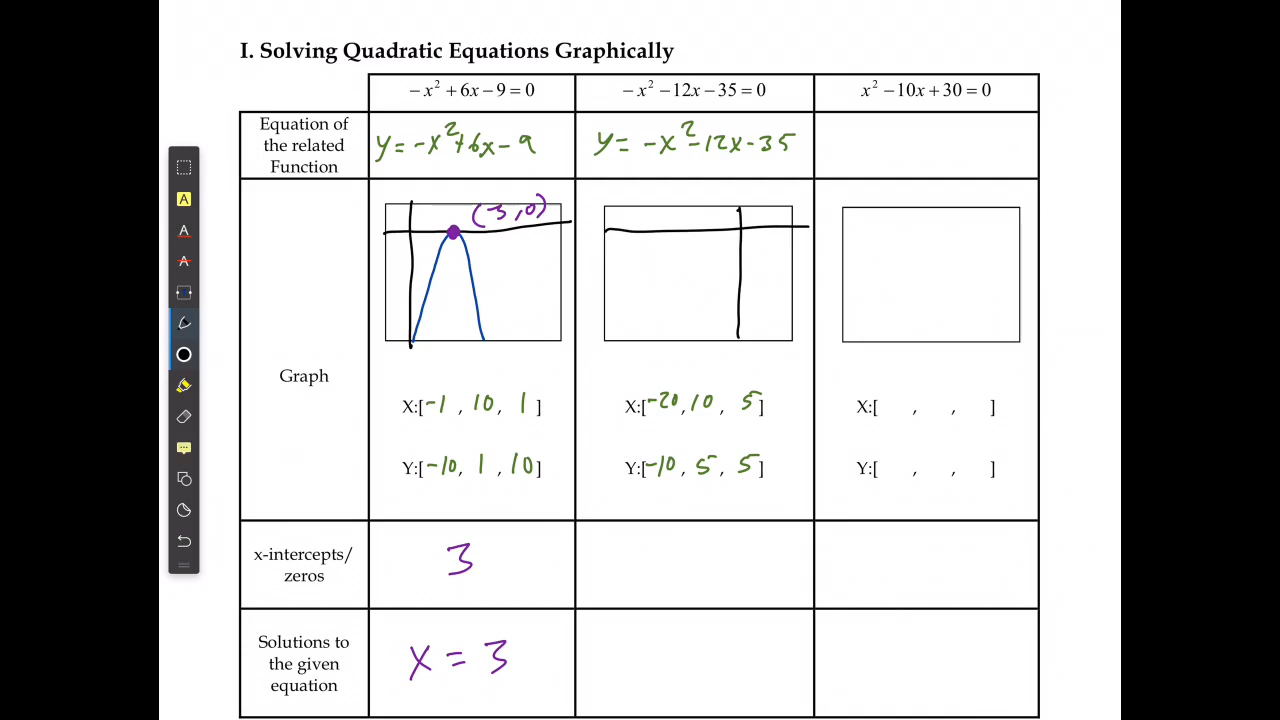 I. Solving Quadratic Equations Graphically
−x² + 6x − 9 = 0
−x² − 12x − 35 = 0
x² − 10x + 30 = 0
Equation of
the related
Function
y = -x² + 6x - 9
y = -x² - 12x - 35
Graph
(3, 0)
X:[-1 , 10 , 1 ]
Y:[-10, 1 , 10]
X:[-20, 10 , 5]
Y:[-10 , 5 , 5]
X:[ , , ]
Y:[ , , ]
x-intercepts/
zeros
3
Solutions to
the given
equation
x = 3
A
A
A